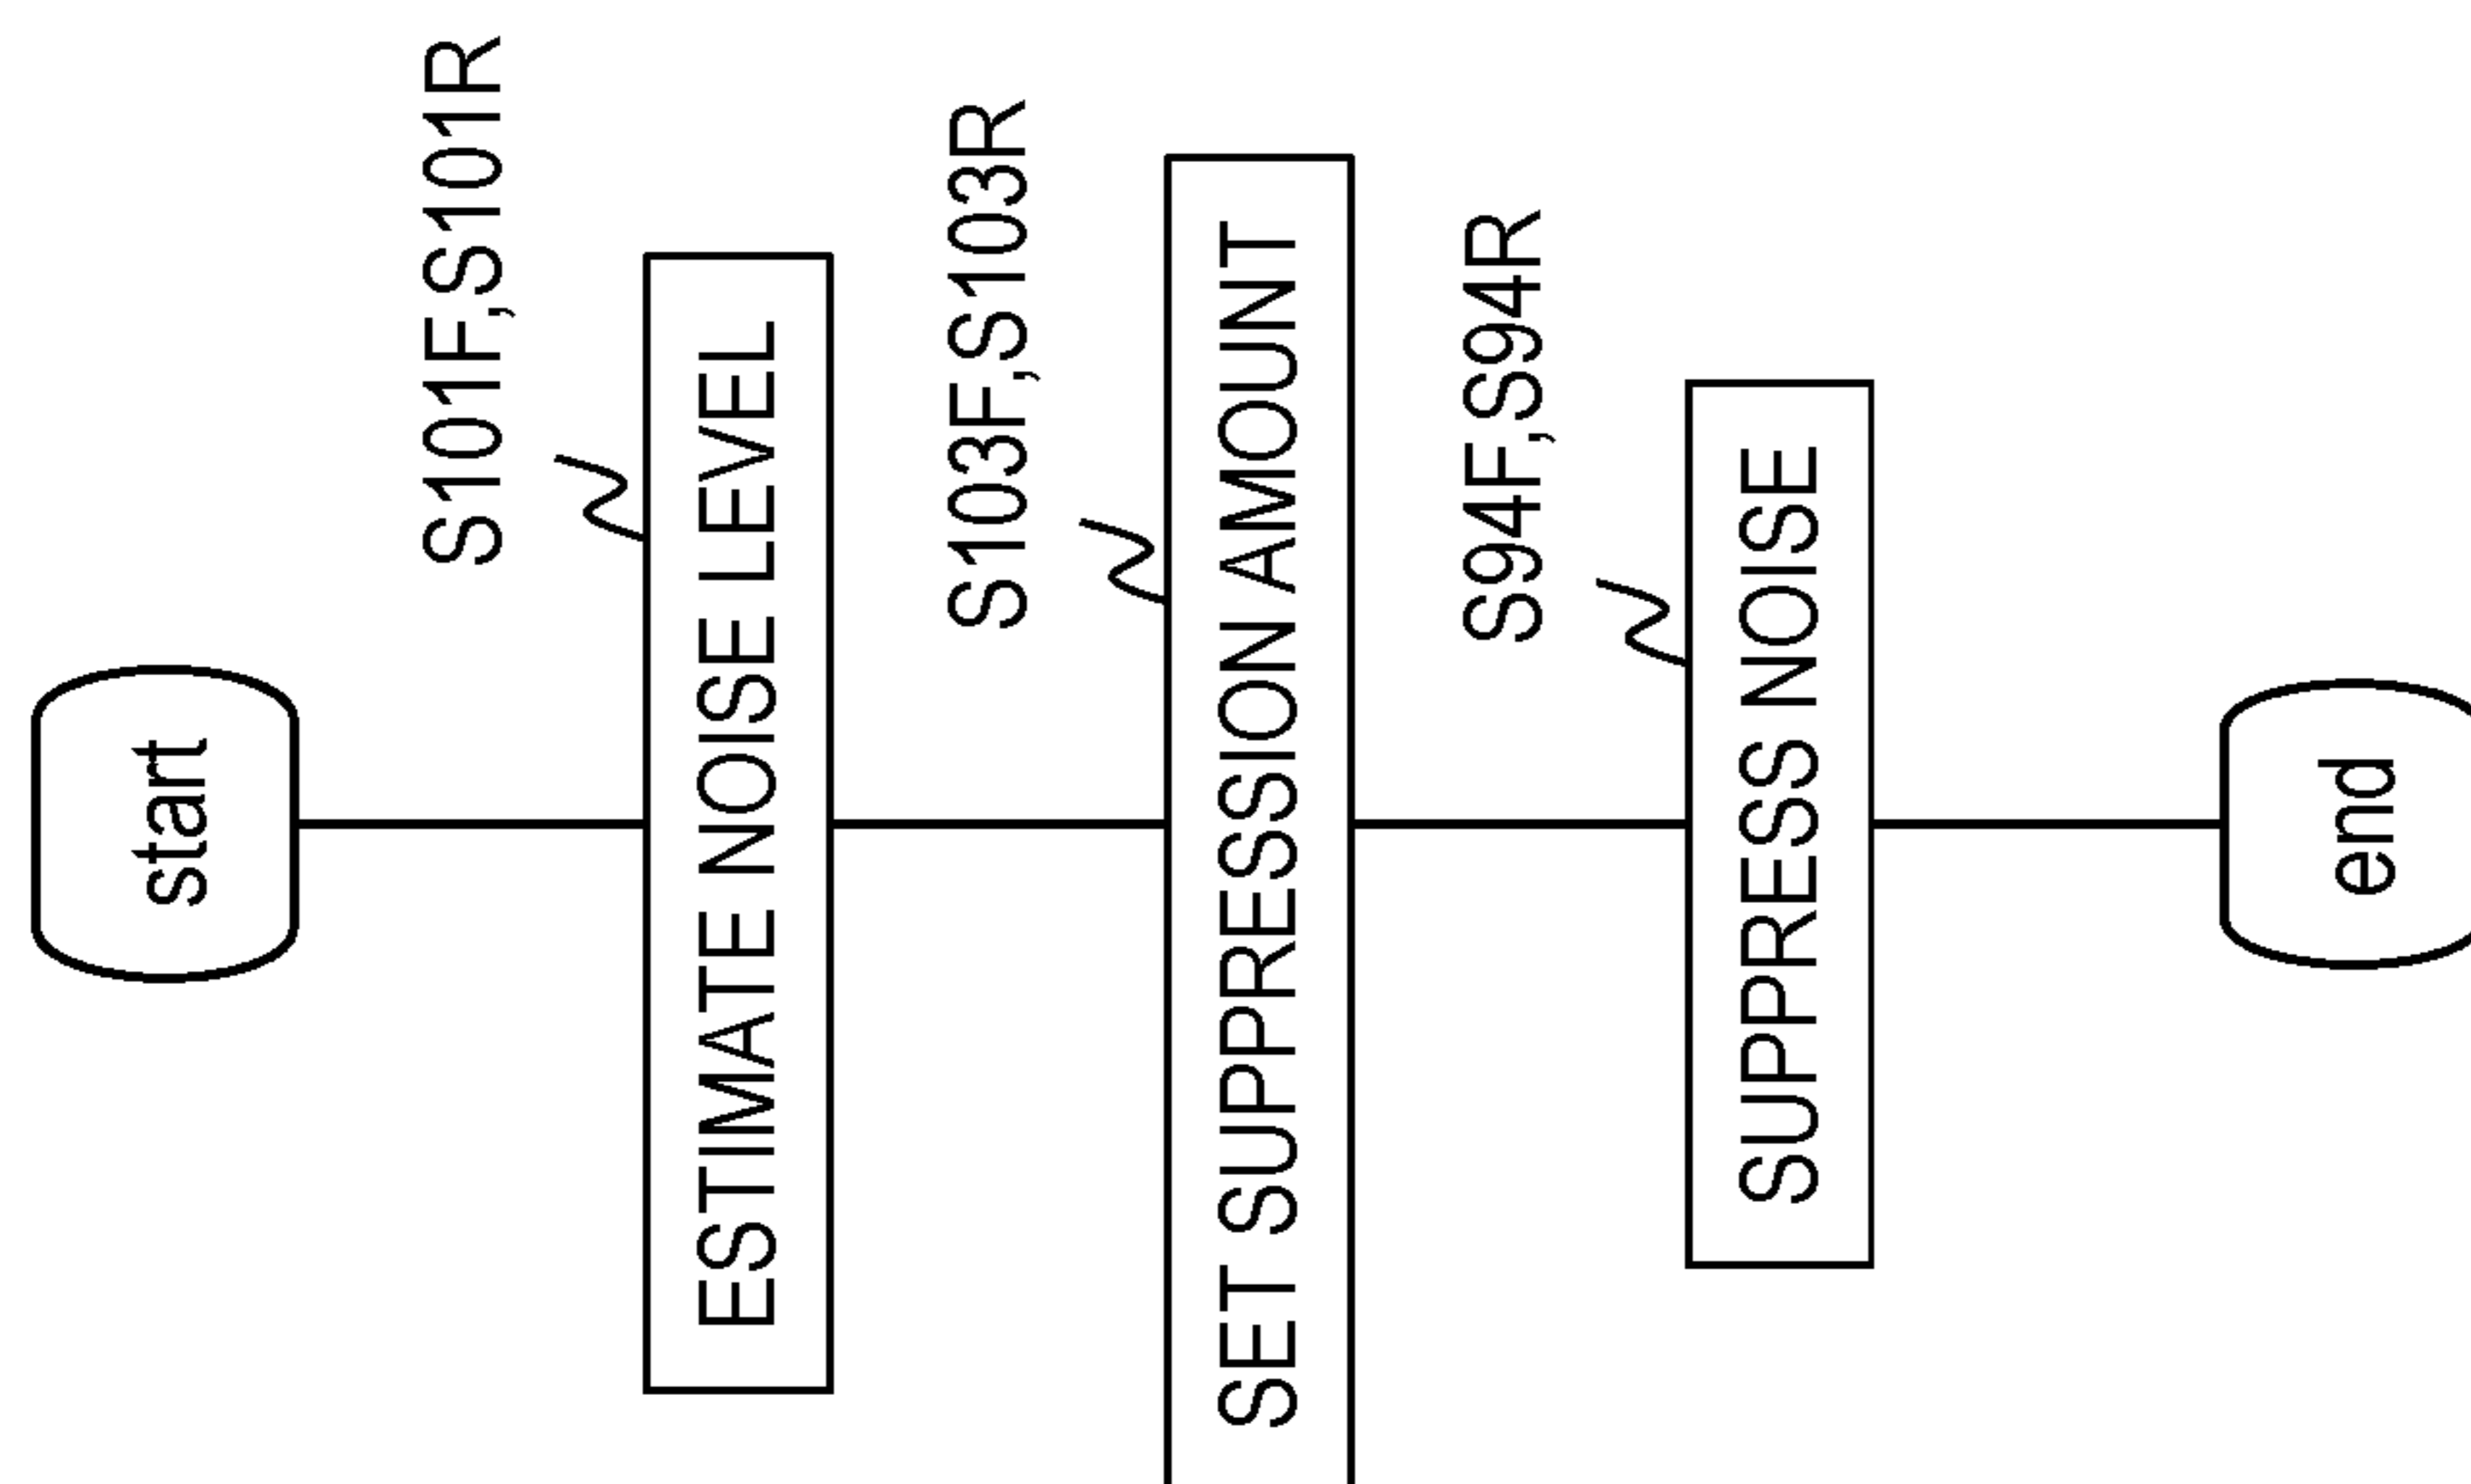 start
S101F,S101R
ESTIMATE NOISE LEVEL
S103F,S103R
SET SUPPRESSION AMOUNT
S94F,S94R
SUPPRESS NOISE
end